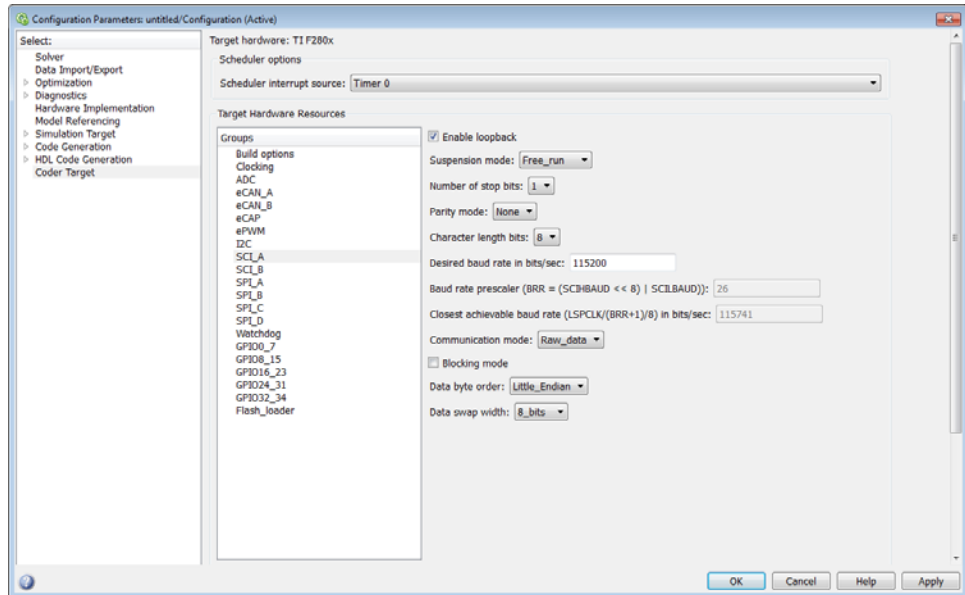 Configuration Parameters: untitled/Configuration (Active)
Select:
Solver
Data Import/Export
Optimization
Diagnostics
Hardware Implementation
Model Referencing
Simulation Target
Code Generation
HDL Code Generation
Coder Target
Target hardware: TI F280x
Scheduler options
Scheduler interrupt source: Timer 0
Target Hardware Resources
Groups
Build options
Clocking
ADC
eCAN_A
eCAN_B
eCAP
ePWM
I2C
SCI_A
SCI_B
SPI_A
SPI_B
SPI_C
SPI_D
Watchdog
GPIO0_7
GPIO8_15
GPIO16_23
GPIO24_31
GPIO32_34
Flash_loader
Enable loopback
Suspension mode: Free_run
Number of stop bits: 1
Parity mode: None
Character length bits: 8
Desired baud rate in bits/sec: 115200
Baud rate prescaler (BRR = (SCIHBAUD << 8) | SCILBAUD)): 26
Closest achievable baud rate (LSPCLK/(BRR+1)/8) in bits/sec: 115741
Communication mode: Raw_data
Blocking mode
Data byte order: Little_Endian
Data swap width: 8_bits
OK Cancel Help Apply